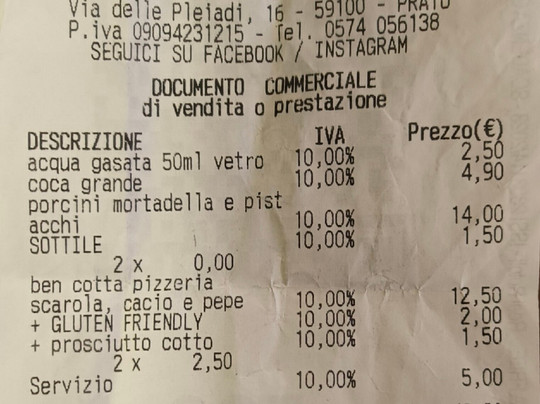 Via delle Pleiadi, 16 - 59100 - PRATO
P.iva 09094231215 - Tel. 0574 056138
SEGUICI SU FACEBOOK / INSTAGRAM
DOCUMENTO COMMERCIALE
di vendita o prestazione
DESCRIZIONE IVA Prezzo(€)
acqua gasata 50ml vetro 10,00% 2,50
coca grande 10,00% 4,90
porcini mortadella e pist
acchi 10,00% 14,00
SOTTILE 10,00% 1,50
2 x 0,00
ben cotta pizzeria
scarola, cacio e pepe 10,00% 12,50
+ GLUTEN FRIENDLY 10,00% 2,00
+ prosciutto cotto 10,00% 1,50
2 x 2,50
Servizio 10,00% 5,00